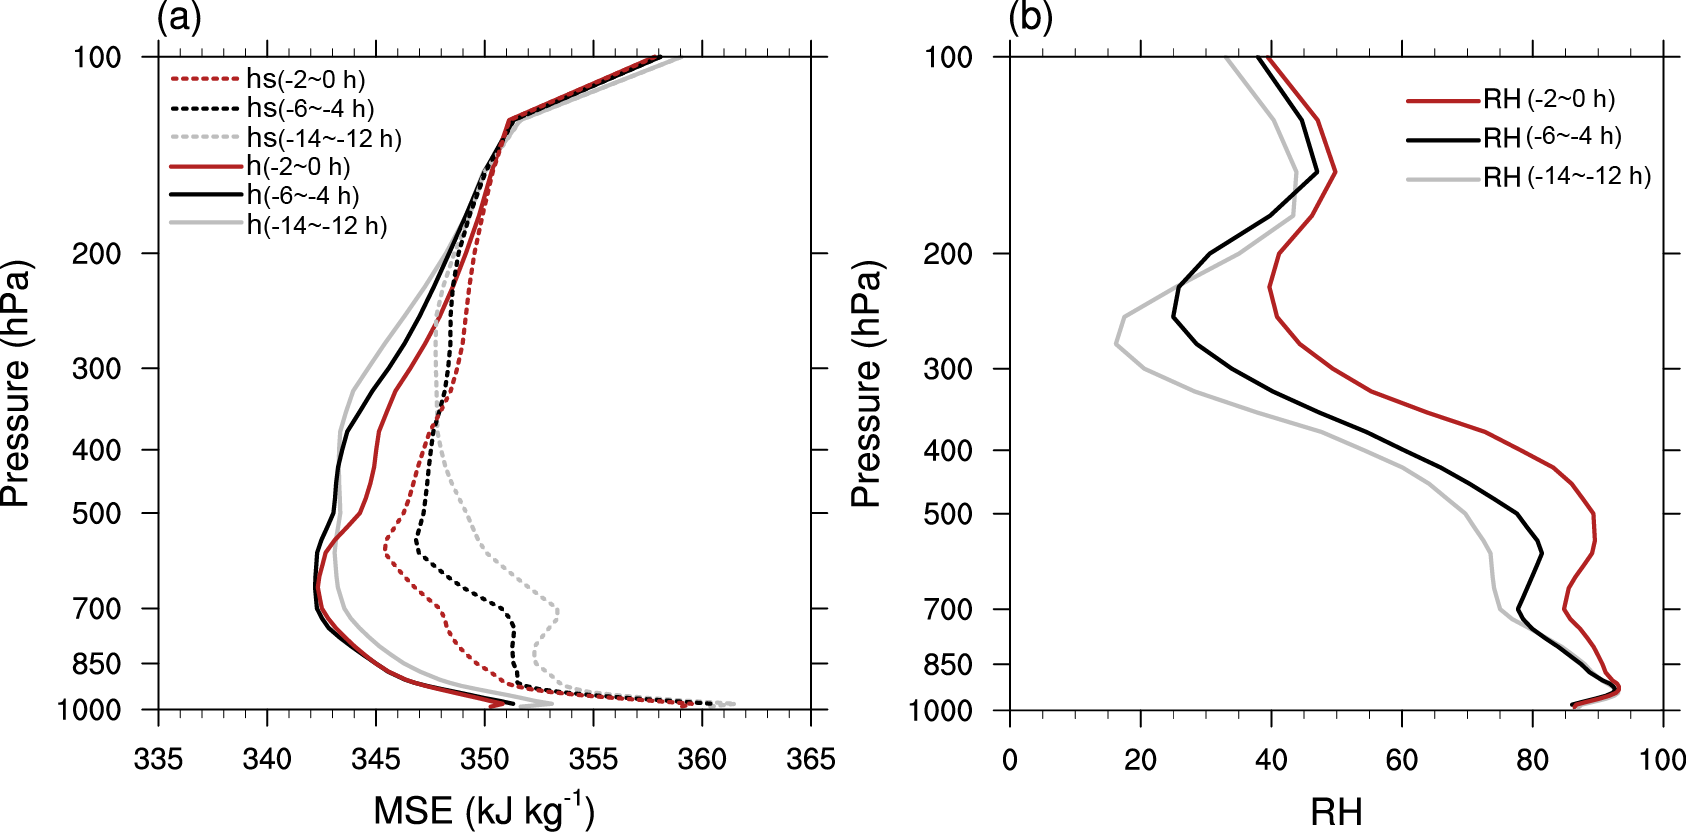 (a)
hs(-2~0 h)
hs(-6~-4 h)
hs(-14~-12 h)
h(-2~0 h)
h(-6~-4 h)
h(-14~-12 h)
100
200
300
400
500
700
850
1000
Pressure (hPa)
335 340 345 350 355 360 365
MSE (kJ kg-1)
(b)
RH (-2~0 h)
RH (-6~-4 h)
RH (-14~-12 h)
100
200
300
400
500
700
850
1000
Pressure (hPa)
0 20 40 60 80 100
RH